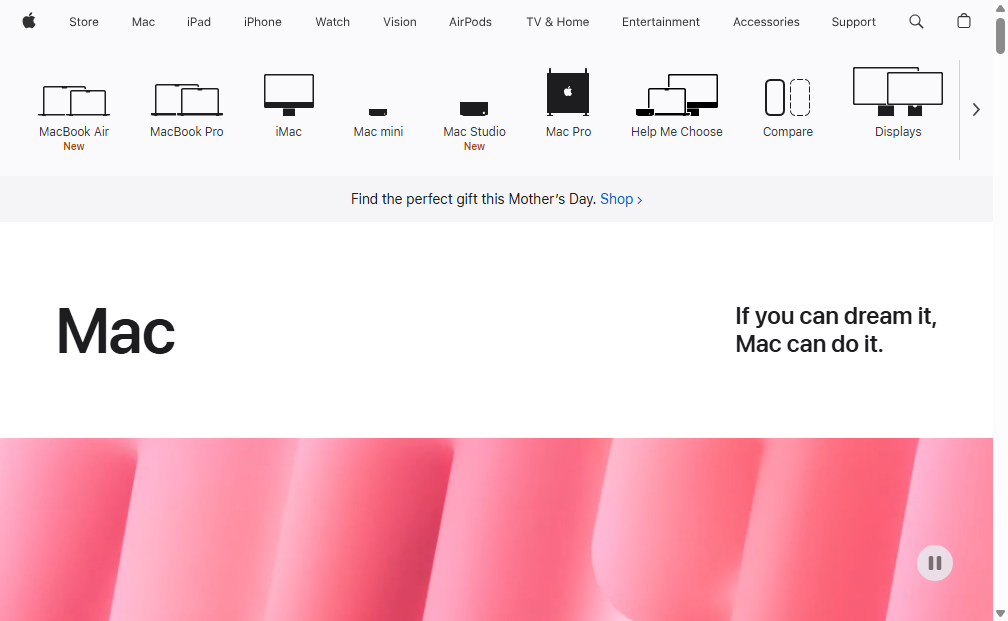 Store Mac iPad iPhone Watch Vision AirPods TV & Home Entertainment Accessories Support
MacBook Air MacBook Pro iMac Mac mini Mac Studio Mac Pro Help Me Choose Compare Displays
New New
Find the perfect gift this Mother's Day. Shop >
Mac
If you can dream it,
Mac can do it.